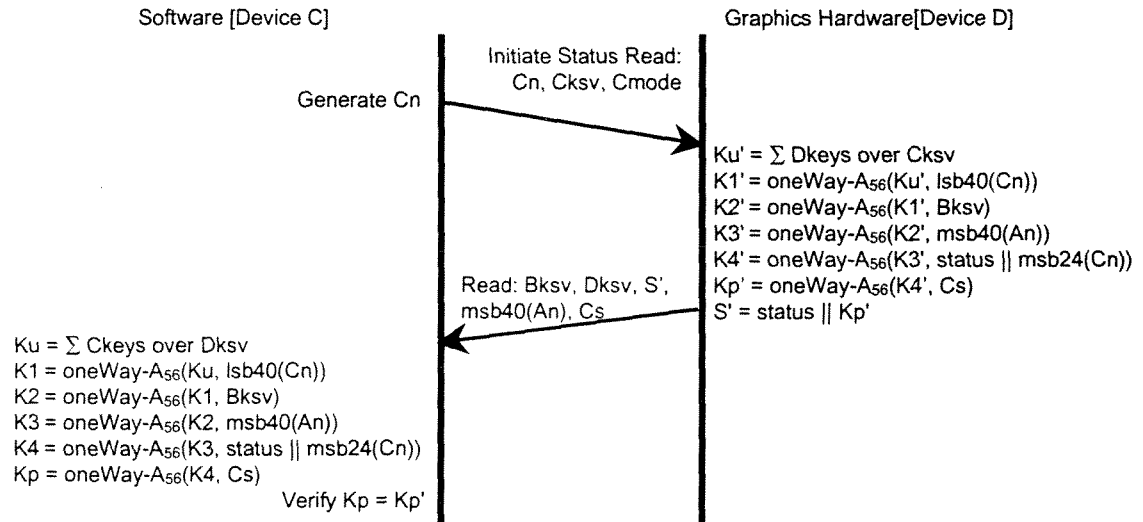 Software [Device C]
Graphics Hardware[Device D]
Initiate Status Read:
Cn, Cksv, Cmode
Generate Cn
Ku' = ∑ Dkeys over Cksv
K1' = oneWay-A56(Ku', lsb40(Cn))
K2' = oneWay-A56(K1', Bksv)
K3' = oneWay-A56(K2', msb40(An))
K4' = oneWay-A56(K3', status || msb24(Cn))
Kp' = oneWay-A56(K4', Cs)
S' = status || Kp'
Read: Bksv, Dksv, S',
msb40(An), Cs
Ku = ∑ Ckeys over Dksv
K1 = oneWay-A56(Ku, lsb40(Cn))
K2 = oneWay-A56(K1, Bksv)
K3 = oneWay-A56(K2, msb40(An))
K4 = oneWay-A56(K3, status || msb24(Cn))
Kp = oneWay-A56(K4, Cs)
Verify Kp = Kp'